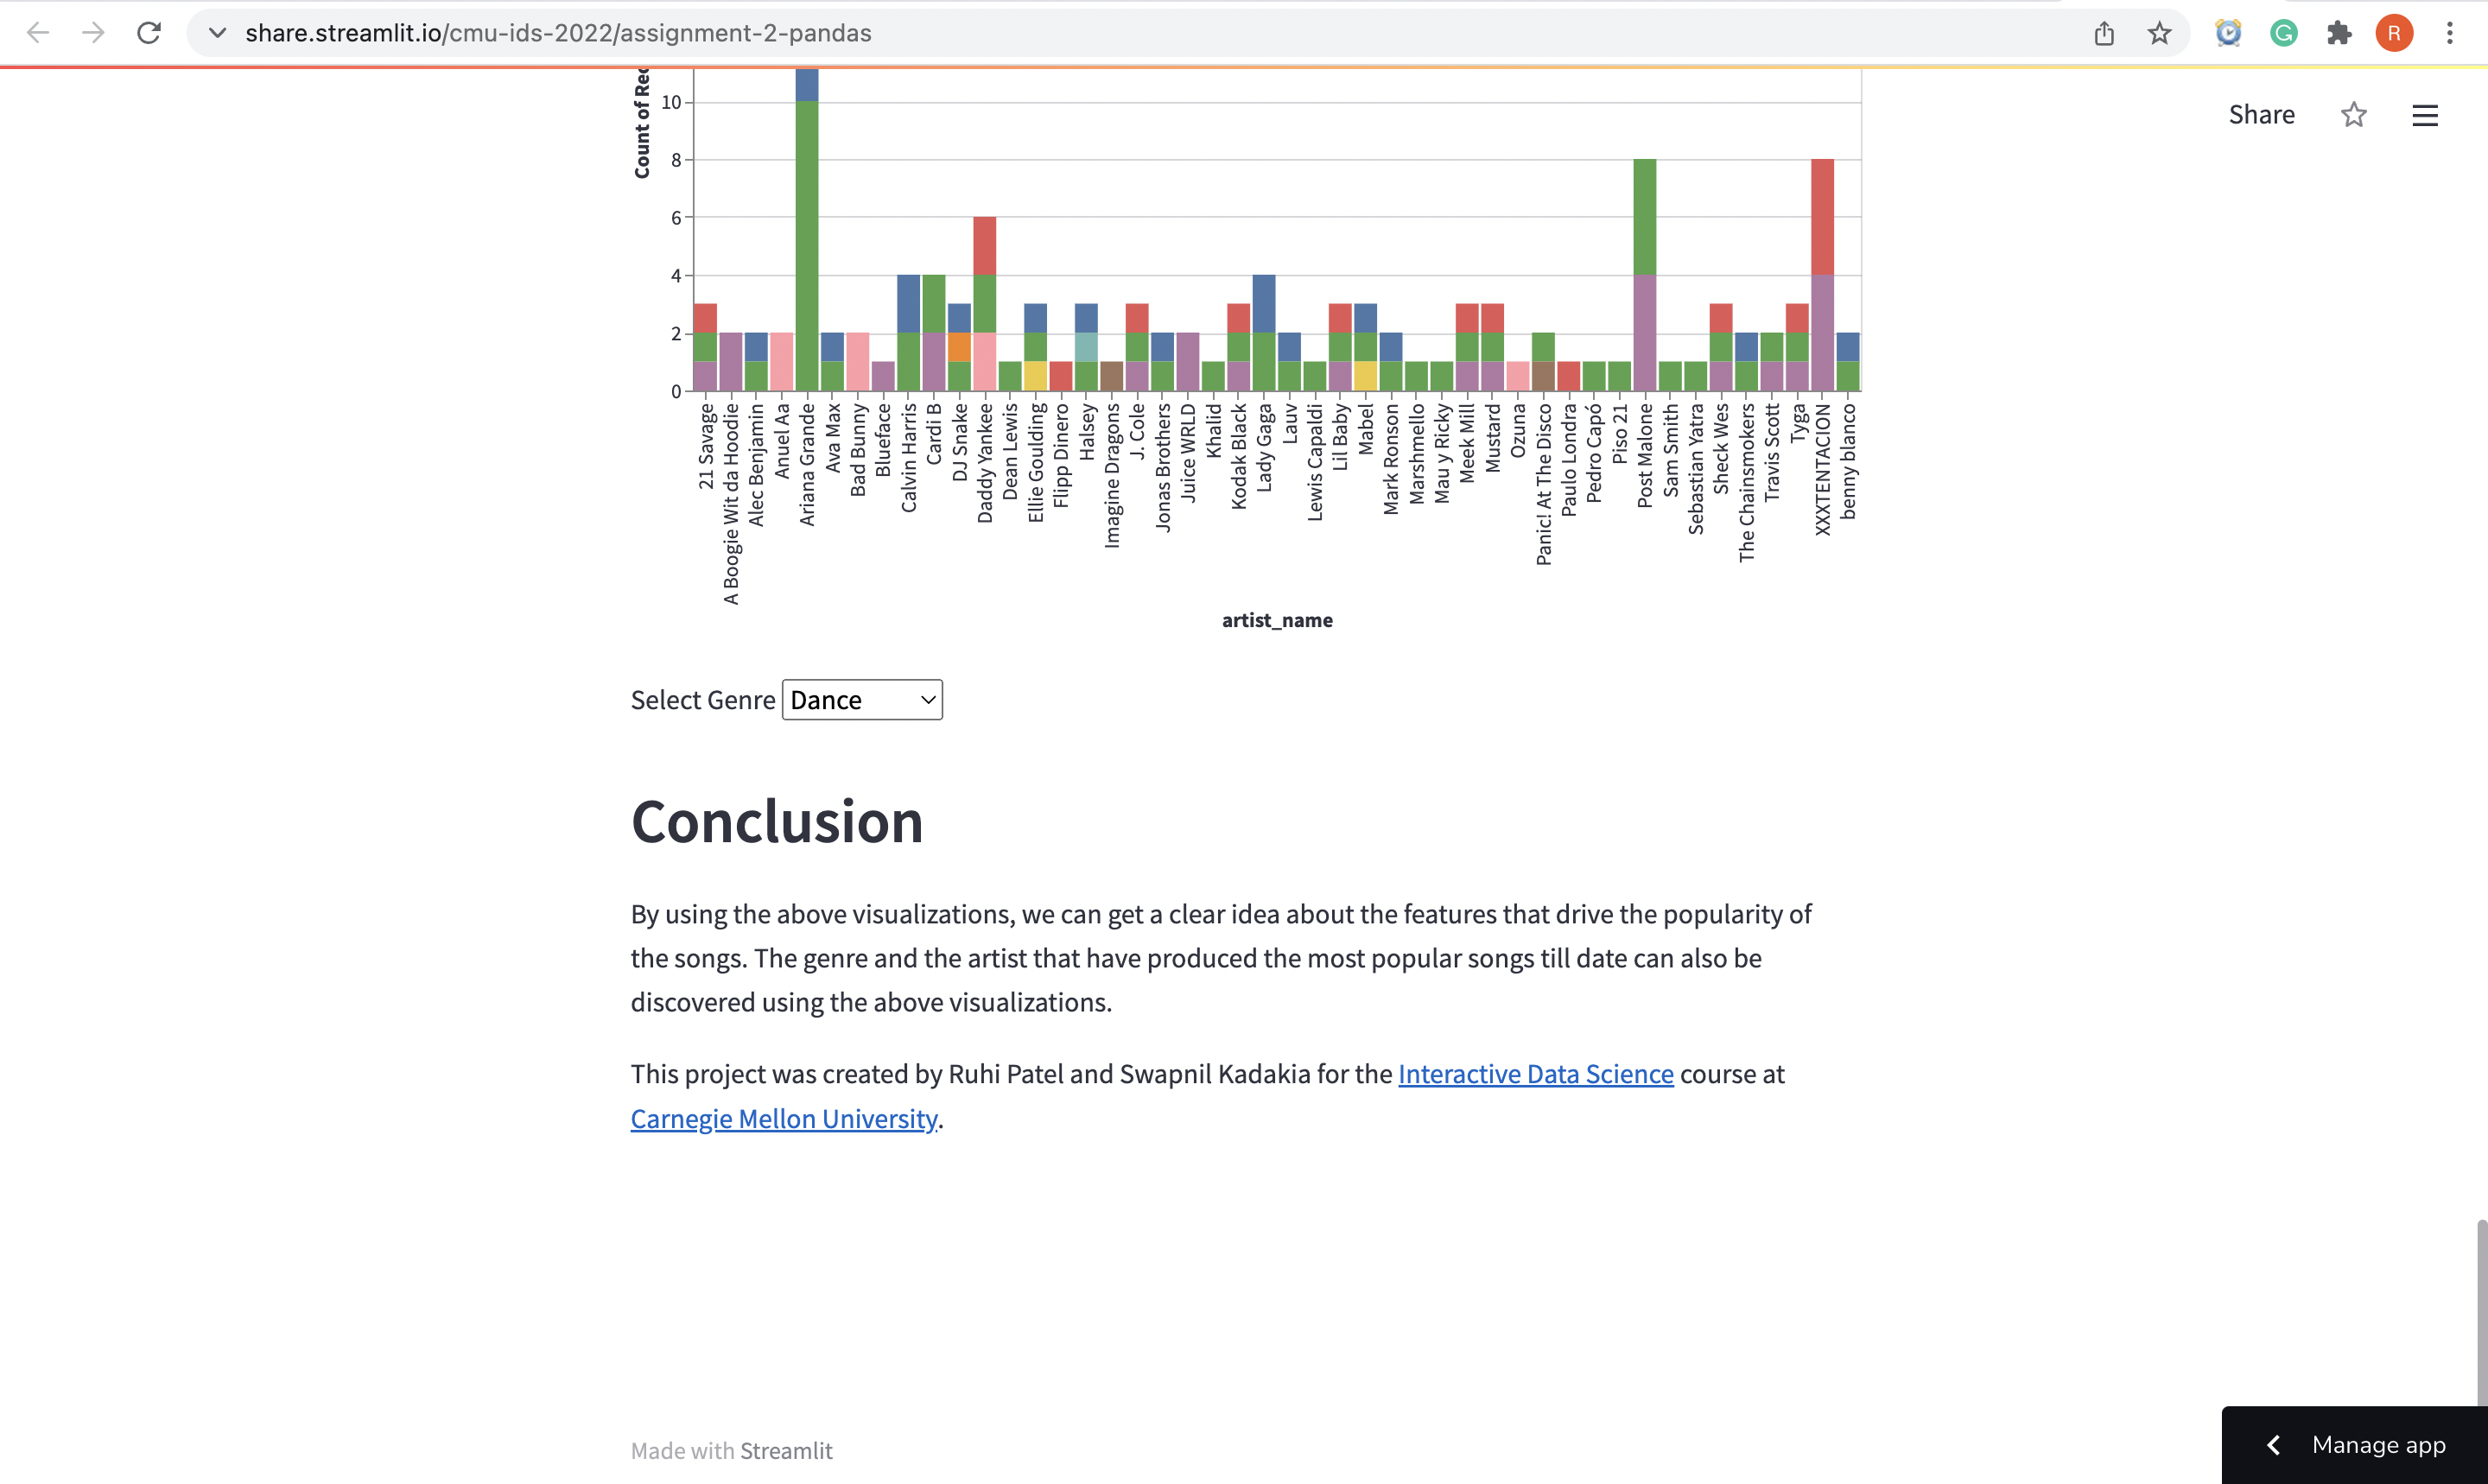 share.streamlit.io/cmu-ids-2022/assignment-2-pandas
R
Share
Count of Rec
10
8
6
4
2
0
21 Savage
A Boogie Wit da Hoodie
Alec Benjamin
Anuel Aa
Ariana Grande
Ava Max
Bad Bunny
Blueface
Calvin Harris
Cardi B
DJ Snake
Daddy Yankee
Dean Lewis
Ellie Goulding
Flipp Dinero
Halsey
Imagine Dragons
J. Cole
Jonas Brothers
Juice WRLD
Khalid
Kodak Black
Lady Gaga
Lauv
Lewis Capaldi
Lil Baby
Mabel
Mark Ronson
Marshmello
Mau y Ricky
Meek Mill
Mustard
Ozuna
Panic! At The Disco
Paulo Londra
Pedro Capó
Piso 21
Post Malone
Sam Smith
Sebastian Yatra
Sheck Wes
The Chainsmokers
Travis Scott
Tyga
XXXTENTACION
benny blanco
artist_name
Select Genre Dance
Conclusion
By using the above visualizations, we can get a clear idea about the features that drive the popularity of
the songs. The genre and the artist that have produced the most popular songs till date can also be
discovered using the above visualizations.
This project was created by Ruhi Patel and Swapnil Kadakia for the Interactive Data Science course at
Carnegie Mellon University.
Made with Streamlit
Manage app